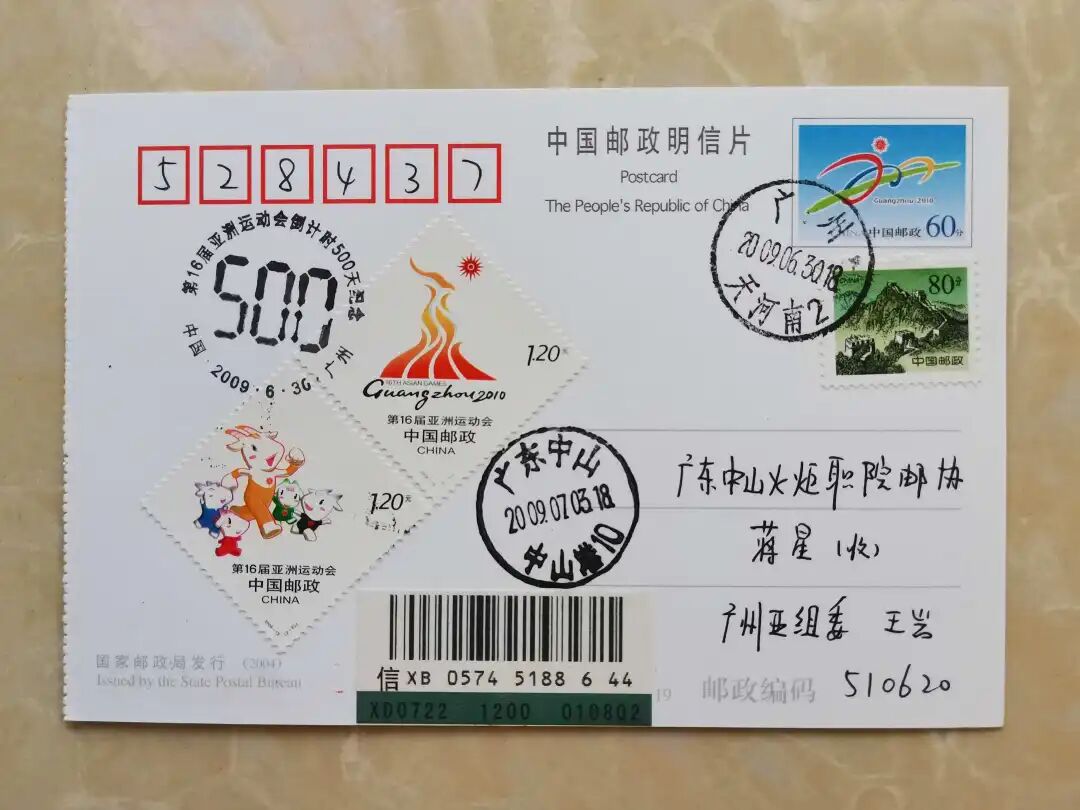 528437
中国邮政明信片
Postcard
The People's Republic of China
Guangzhou 2010
中国邮政 60分
广州
2009.06.30.18
天河南2
80分
中国邮政
第16届亚洲运动会倒计时500天纪念
500
中国·广州
2009·6·30
1.20元
16TH ASIAN GAMES
Guangzhou 2010
第16届亚洲运动会
中国邮政
CHINA
1.20元
第16届亚洲运动会
中国邮政
CHINA
广东中山
2009.07.03.18
中山港10
广东中山火炬职院邮协
蒋星(收)
广州亚组委 王岩
信 XB 0574 5188 6 44
XD0722 1200 010802
国家邮政局发行 (2004)
Issued by the State Postal Bureau
19 邮政编码 510620